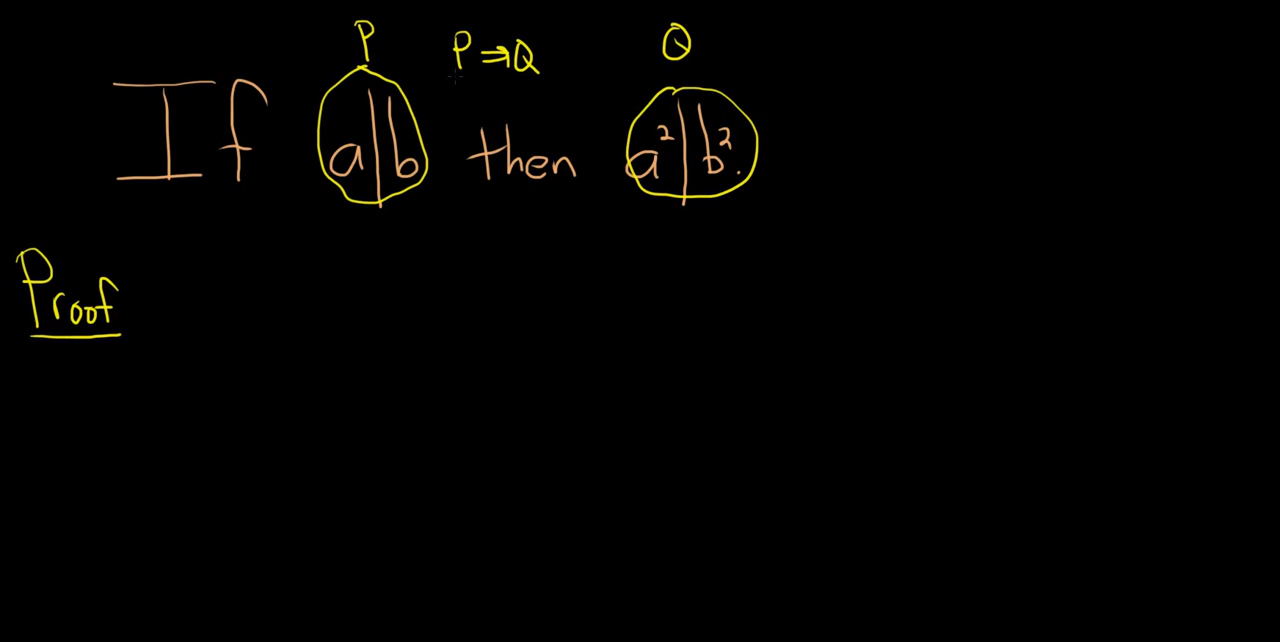 P P ⇒ Q Q
If a|b then a²|b².
Proof